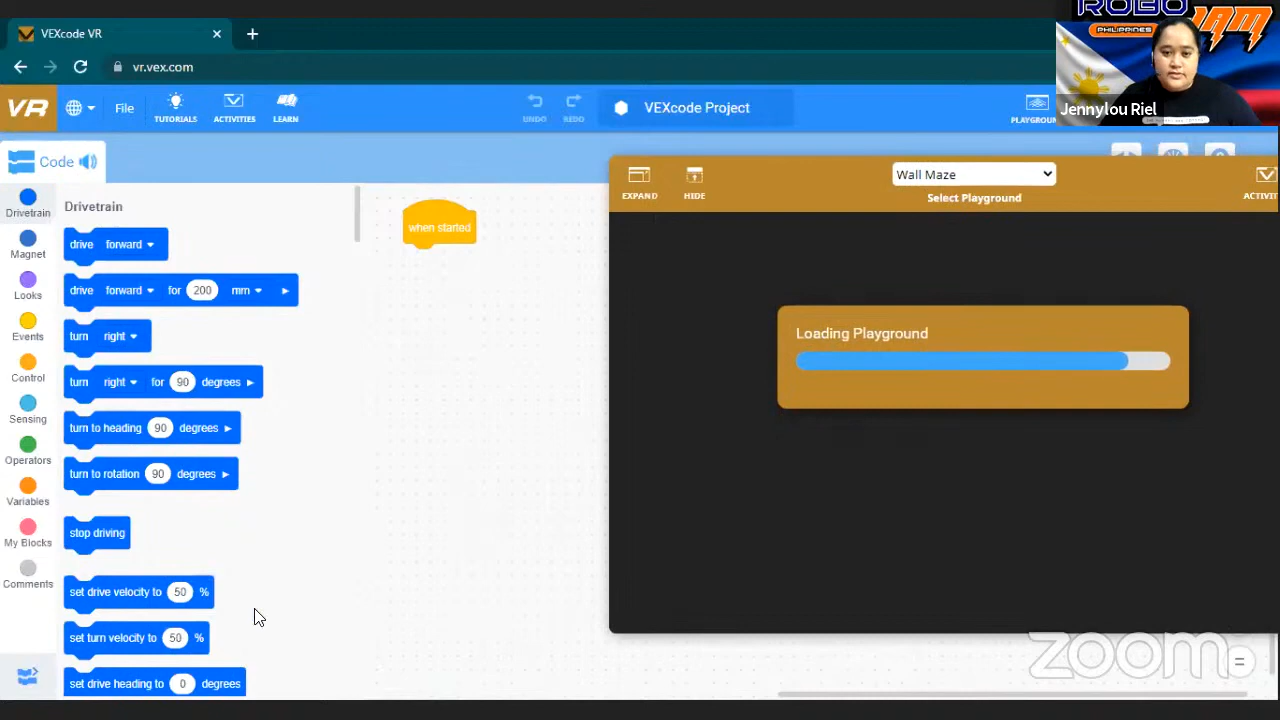 VEXcode VR
vr.vex.com
ROBO
JAM
PHILIPPINES
Jennylou Riel
VR
File
TUTORIALS
ACTIVITIES
LEARN
UNDO
REDO
VEXcode Project
PLAYGROUN
Code
EXPAND
HIDE
Wall Maze
Select Playground
ACTIVIT
Drivetrain
Magnet
Looks
Events
Control
Sensing
Operators
Variables
My Blocks
Comments
Drivetrain
drive forward
drive forward for 200 mm
turn right
turn right for 90 degrees
turn to heading 90 degrees
turn to rotation 90 degrees
stop driving
set drive velocity to 50 %
set turn velocity to 50 %
set drive heading to 0 degrees
when started
Loading Playground
zoom